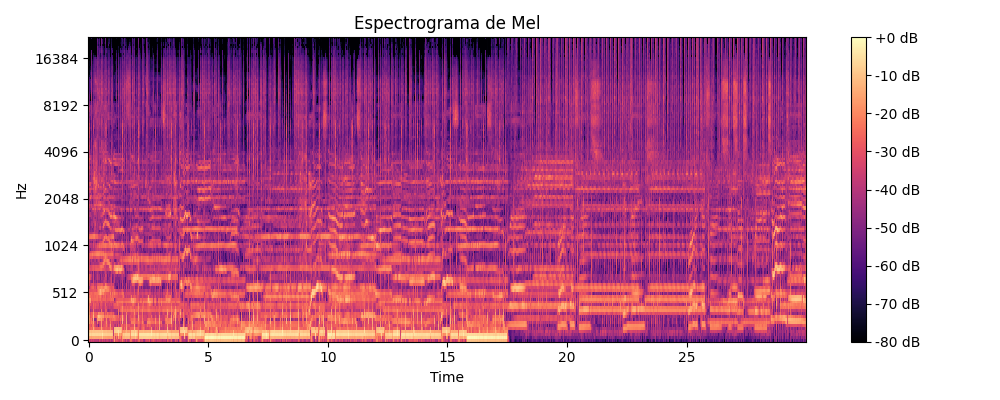 Espectrograma de Mel
Hz
16384
8192
4096
2048
1024
512
0
0 5 10 15 20 25
Time
+0 dB
-10 dB
-20 dB
-30 dB
-40 dB
-50 dB
-60 dB
-70 dB
-80 dB